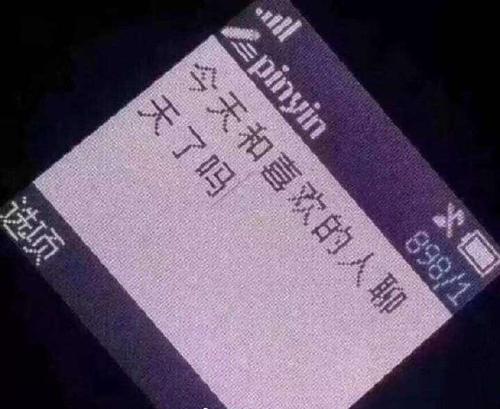 pinyin
898/1
今天和喜欢的人聊
天了吗
选项